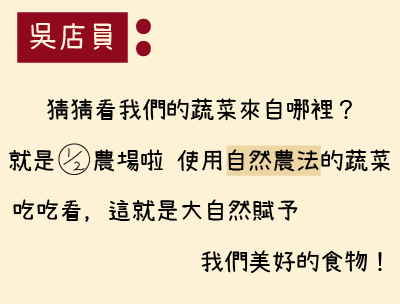 吳店員：
猜猜看我們的蔬菜來自哪裡？
就是1/2農場啦 使用自然農法的蔬菜
吃吃看，這就是大自然賦予
我們美好的食物！